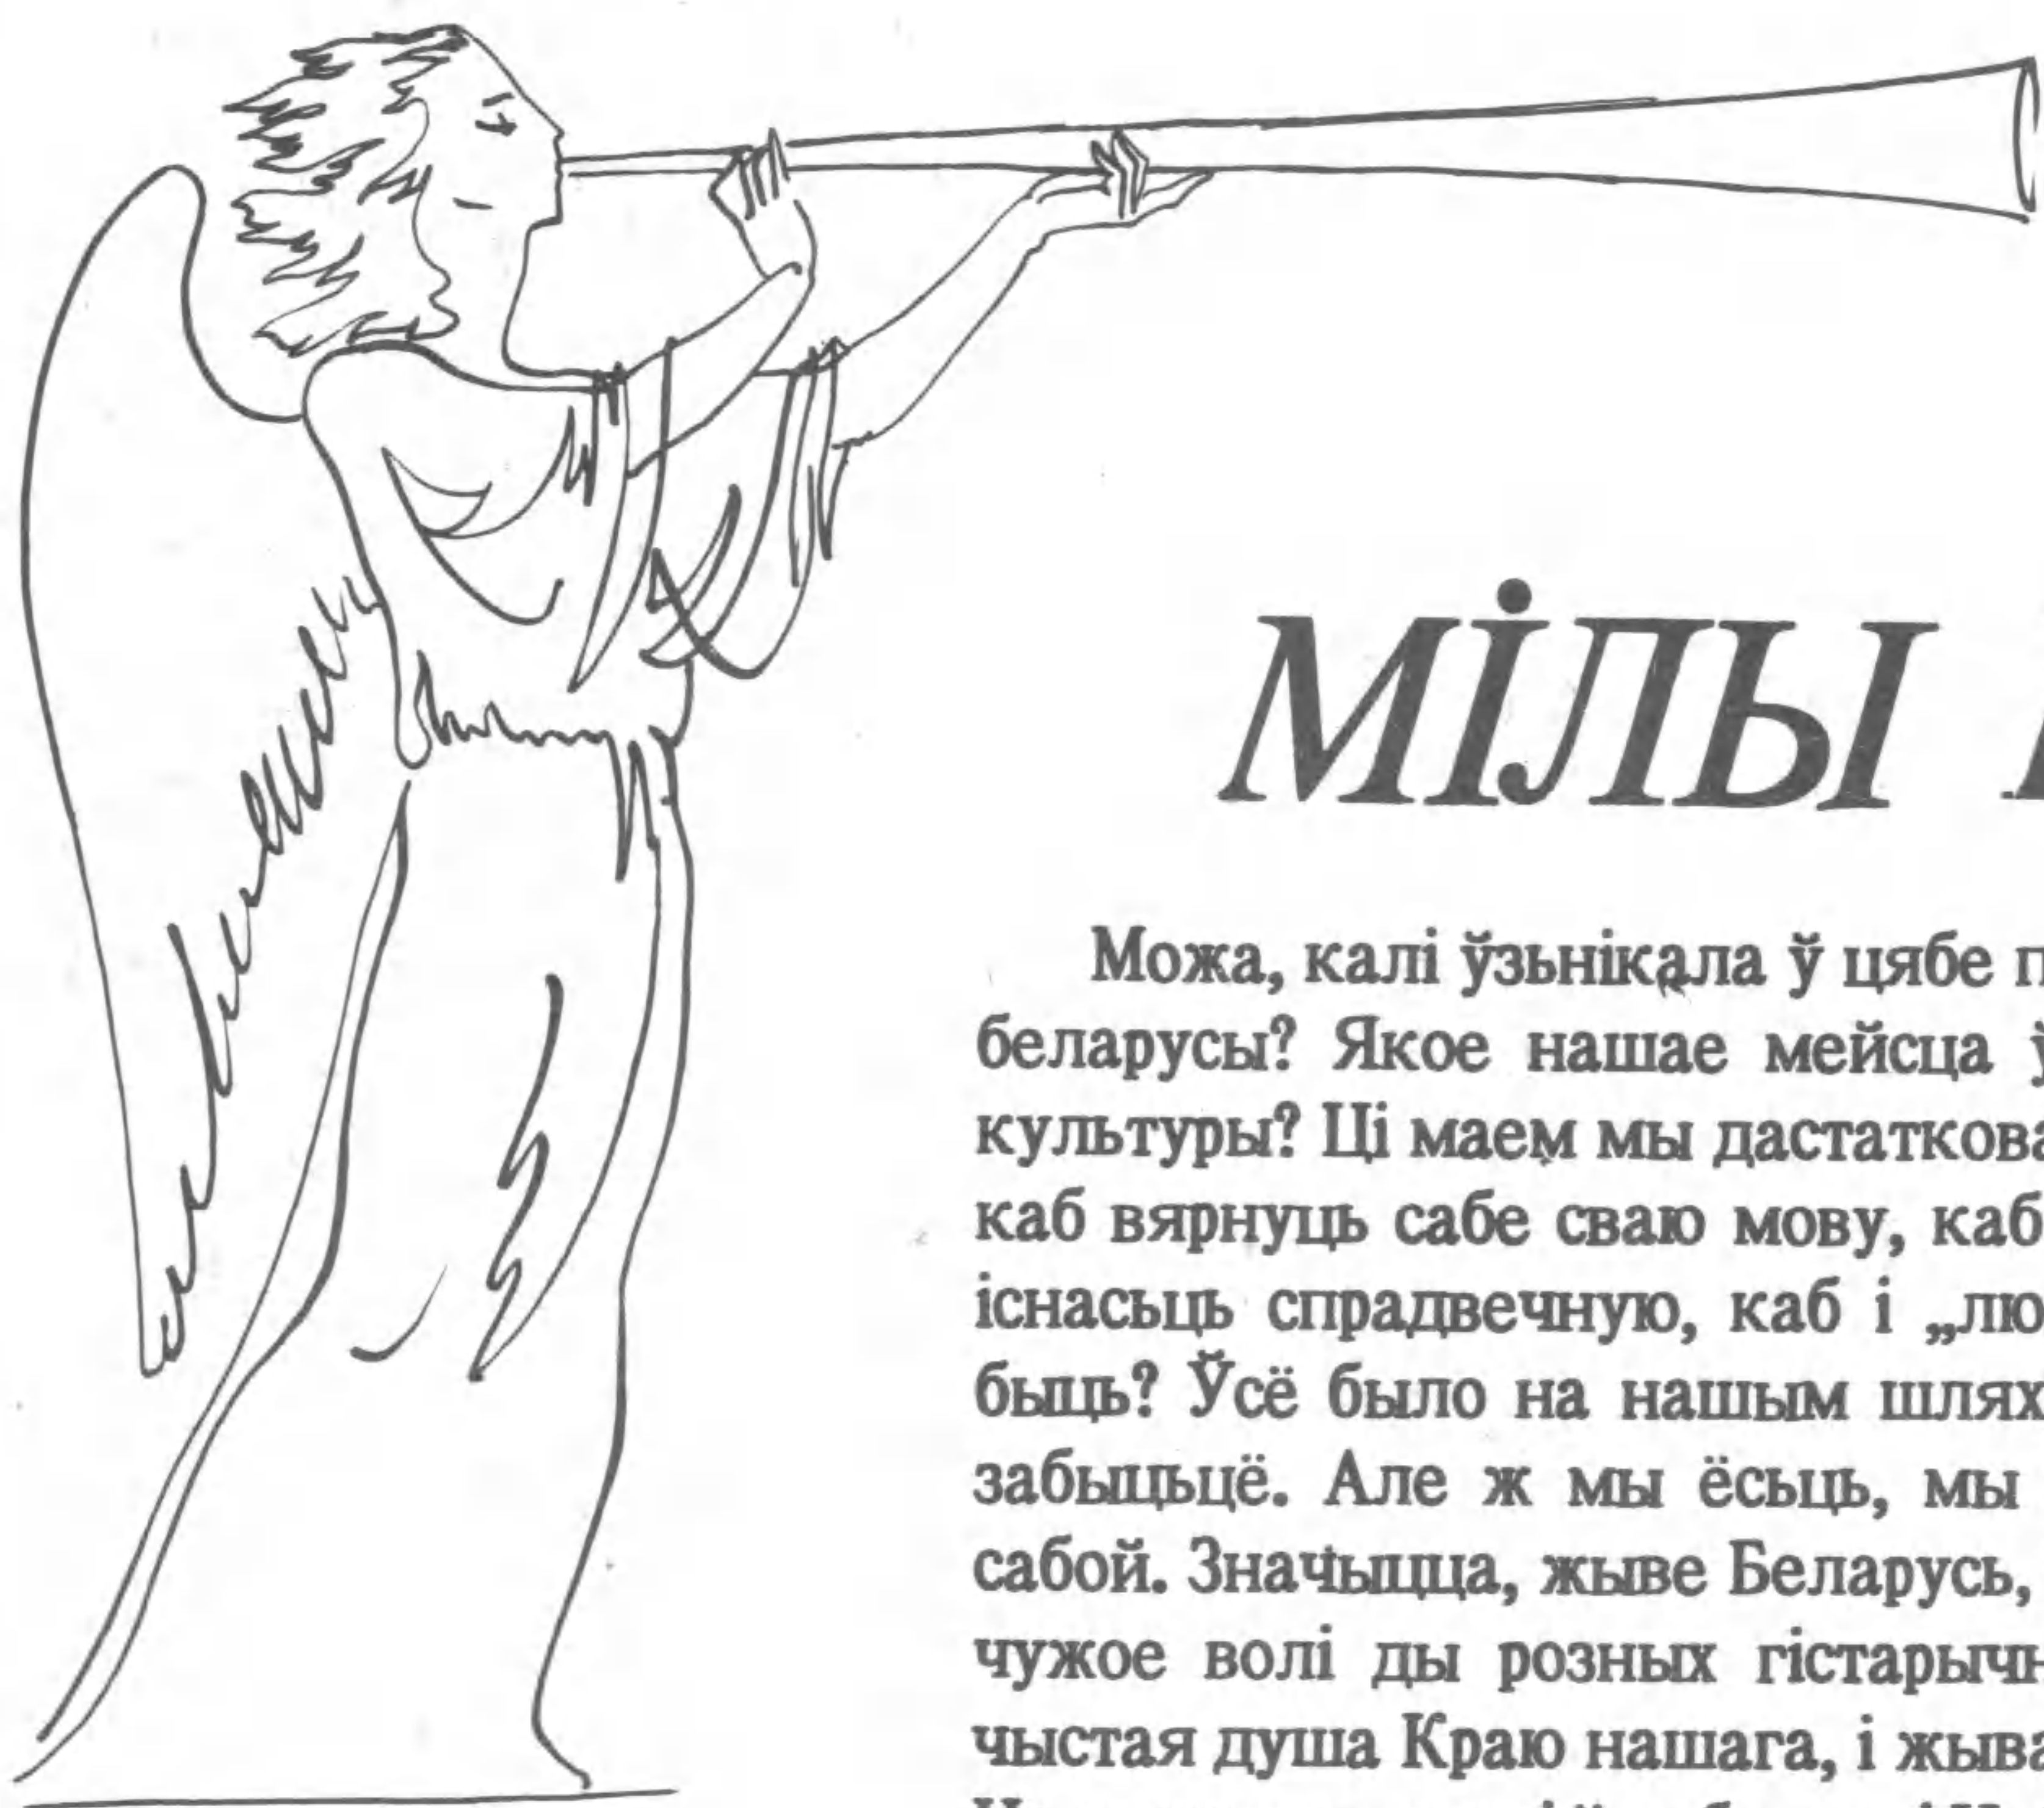 МІЛЫ
Можа, калі ўзьнікала ў цябе
беларусы? Якое нашае мейсца
культуры? Ці маем мы дастаткова
каб вярнуць сабе сваю мову, каб
існасьць спрадвечную, каб і „лю
быць? Ўсё было на нашым шлях
забыцьцё. Але ж мы ёсьць, мы
сабой. Значыцца, жыве Беларусь,
чужое волі ды розных гістарычн
чыстая душа Краю нашага, і жыва